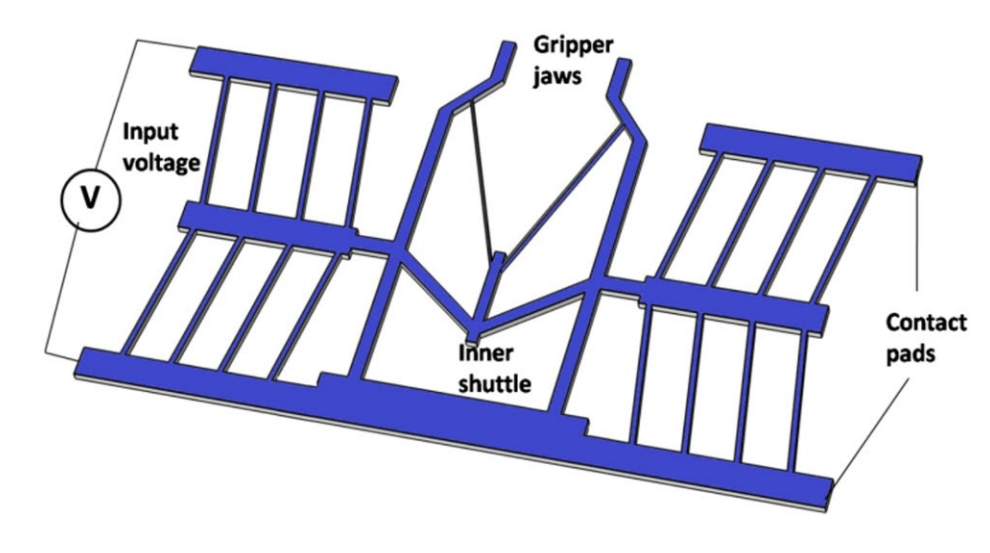 Gripper
jaws
Input
voltage
V
Contact
pads
Inner
shuttle